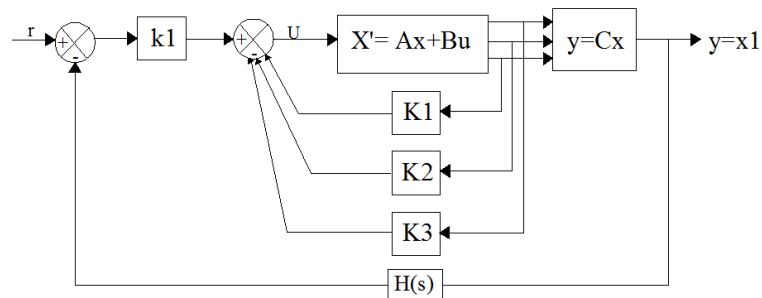 r
+
-
k1
+
-
U
X'= Ax+Bu
y=Cx
y=x1
K1
K2
K3
H(s)